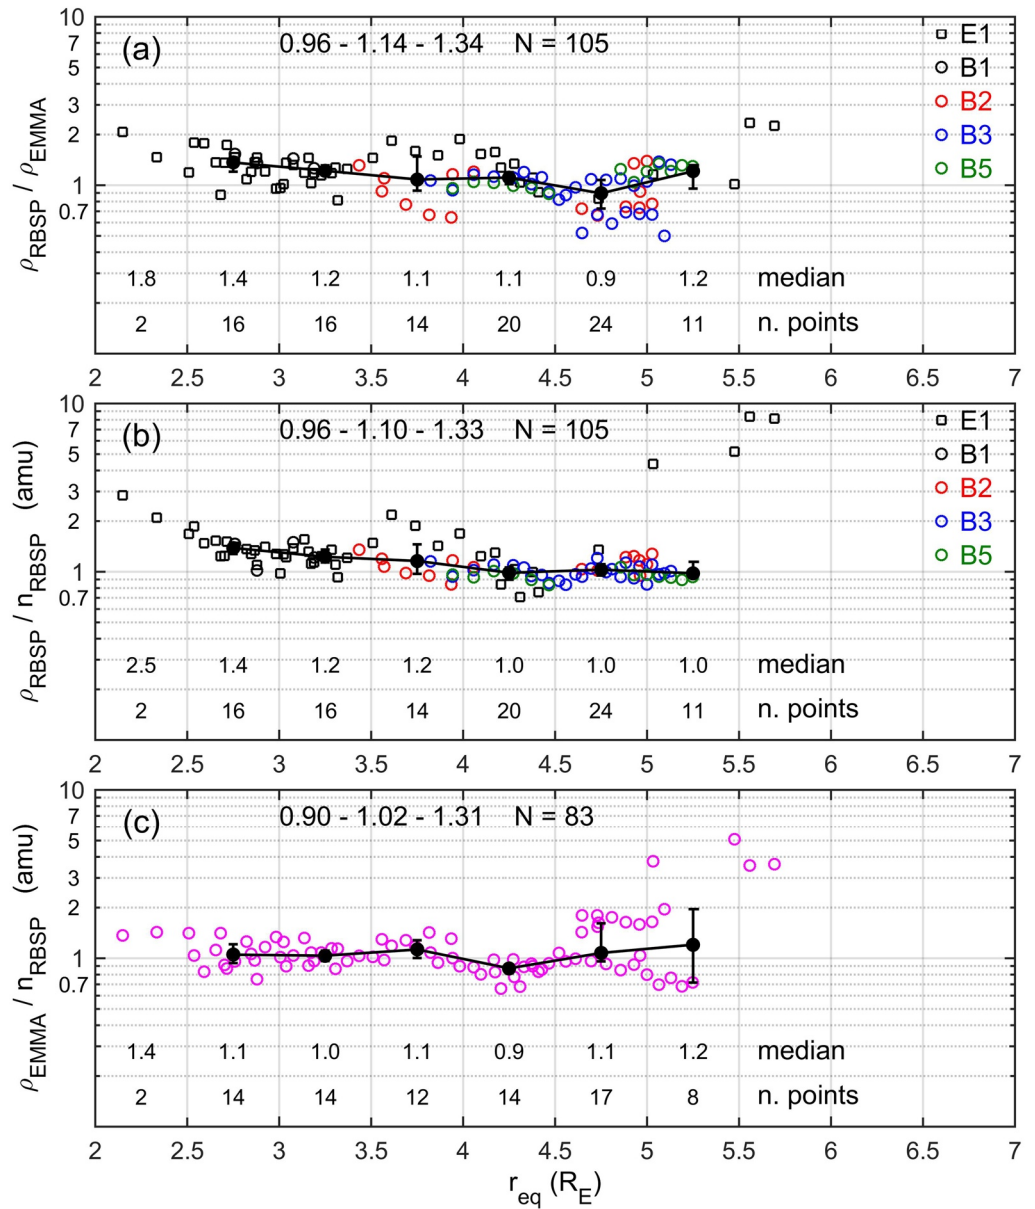 (a) 0.96 - 1.14 - 1.34 N = 105
E1
B1
B2
B3
B5
10
7
5
3
2
1
0.7
ρRBSP / ρEMMA
1.8 1.4 1.2 1.1 1.1 0.9 1.2 median
2 16 16 14 20 24 11 n. points
2 2.5 3 3.5 4 4.5 5 5.5 6 6.5 7
(b) 0.96 - 1.10 - 1.33 N = 105
E1
B1
B2
B3
B5
10
7
5
3
2
1
0.7
ρRBSP / nRBSP (amu)
2.5 1.4 1.2 1.2 1.0 1.0 1.0 median
2 16 16 14 20 24 11 n. points
2 2.5 3 3.5 4 4.5 5 5.5 6 6.5 7
(c) 0.90 - 1.02 - 1.31 N = 83
10
7
5
3
2
1
0.7
ρEMMA / nRBSP (amu)
1.4 1.1 1.0 1.1 0.9 1.1 1.2 median
2 14 14 12 14 17 8 n. points
2 2.5 3 3.5 4 4.5 5 5.5 6 6.5 7
req (RE)